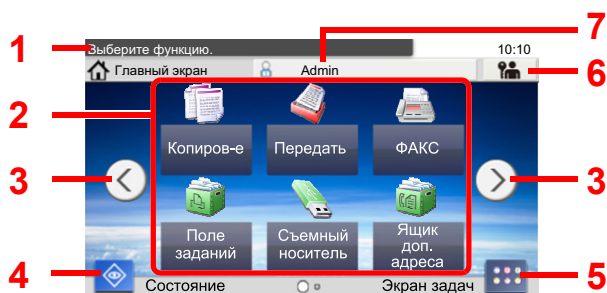 7
1 Выберите функцию. 10:10
Главный экран Admin 6
2
Копиров-е Передать ФАКС
3 3
Поле заданий
Съемный носитель
Ящик доп. адреса
4 5
Состояние Экран задач